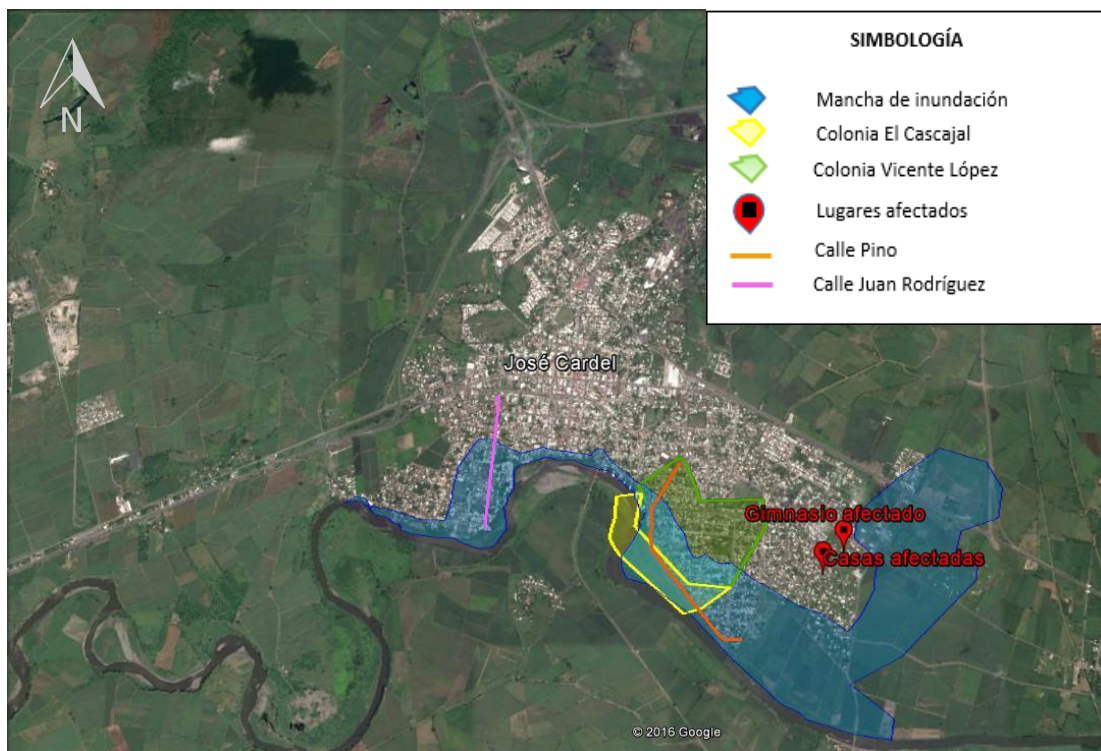 N
SIMBOLOGÍA
Mancha de inundación
Colonia El Cascajal
Colonia Vicente López
Lugares afectados
Calle Pino
Calle Juan Rodríguez
José Cardel
Gimnasio afectado
Casas afectadas
© 2016 Google